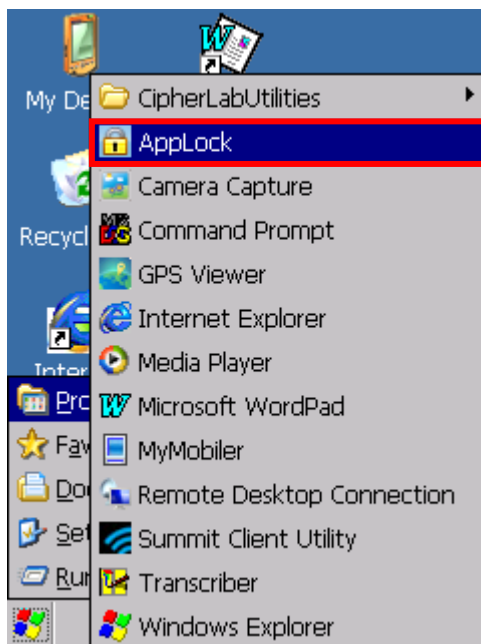 My De
CipherLabUtilities
AppLock
Camera Capture
Recycl
Command Prompt
GPS Viewer
Internet Explorer
Inter
Media Player
Pro
Microsoft WordPad
Fav
MyMobiler
Do
Remote Desktop Connection
Set
Summit Client Utility
Run
Transcriber
Windows Explorer